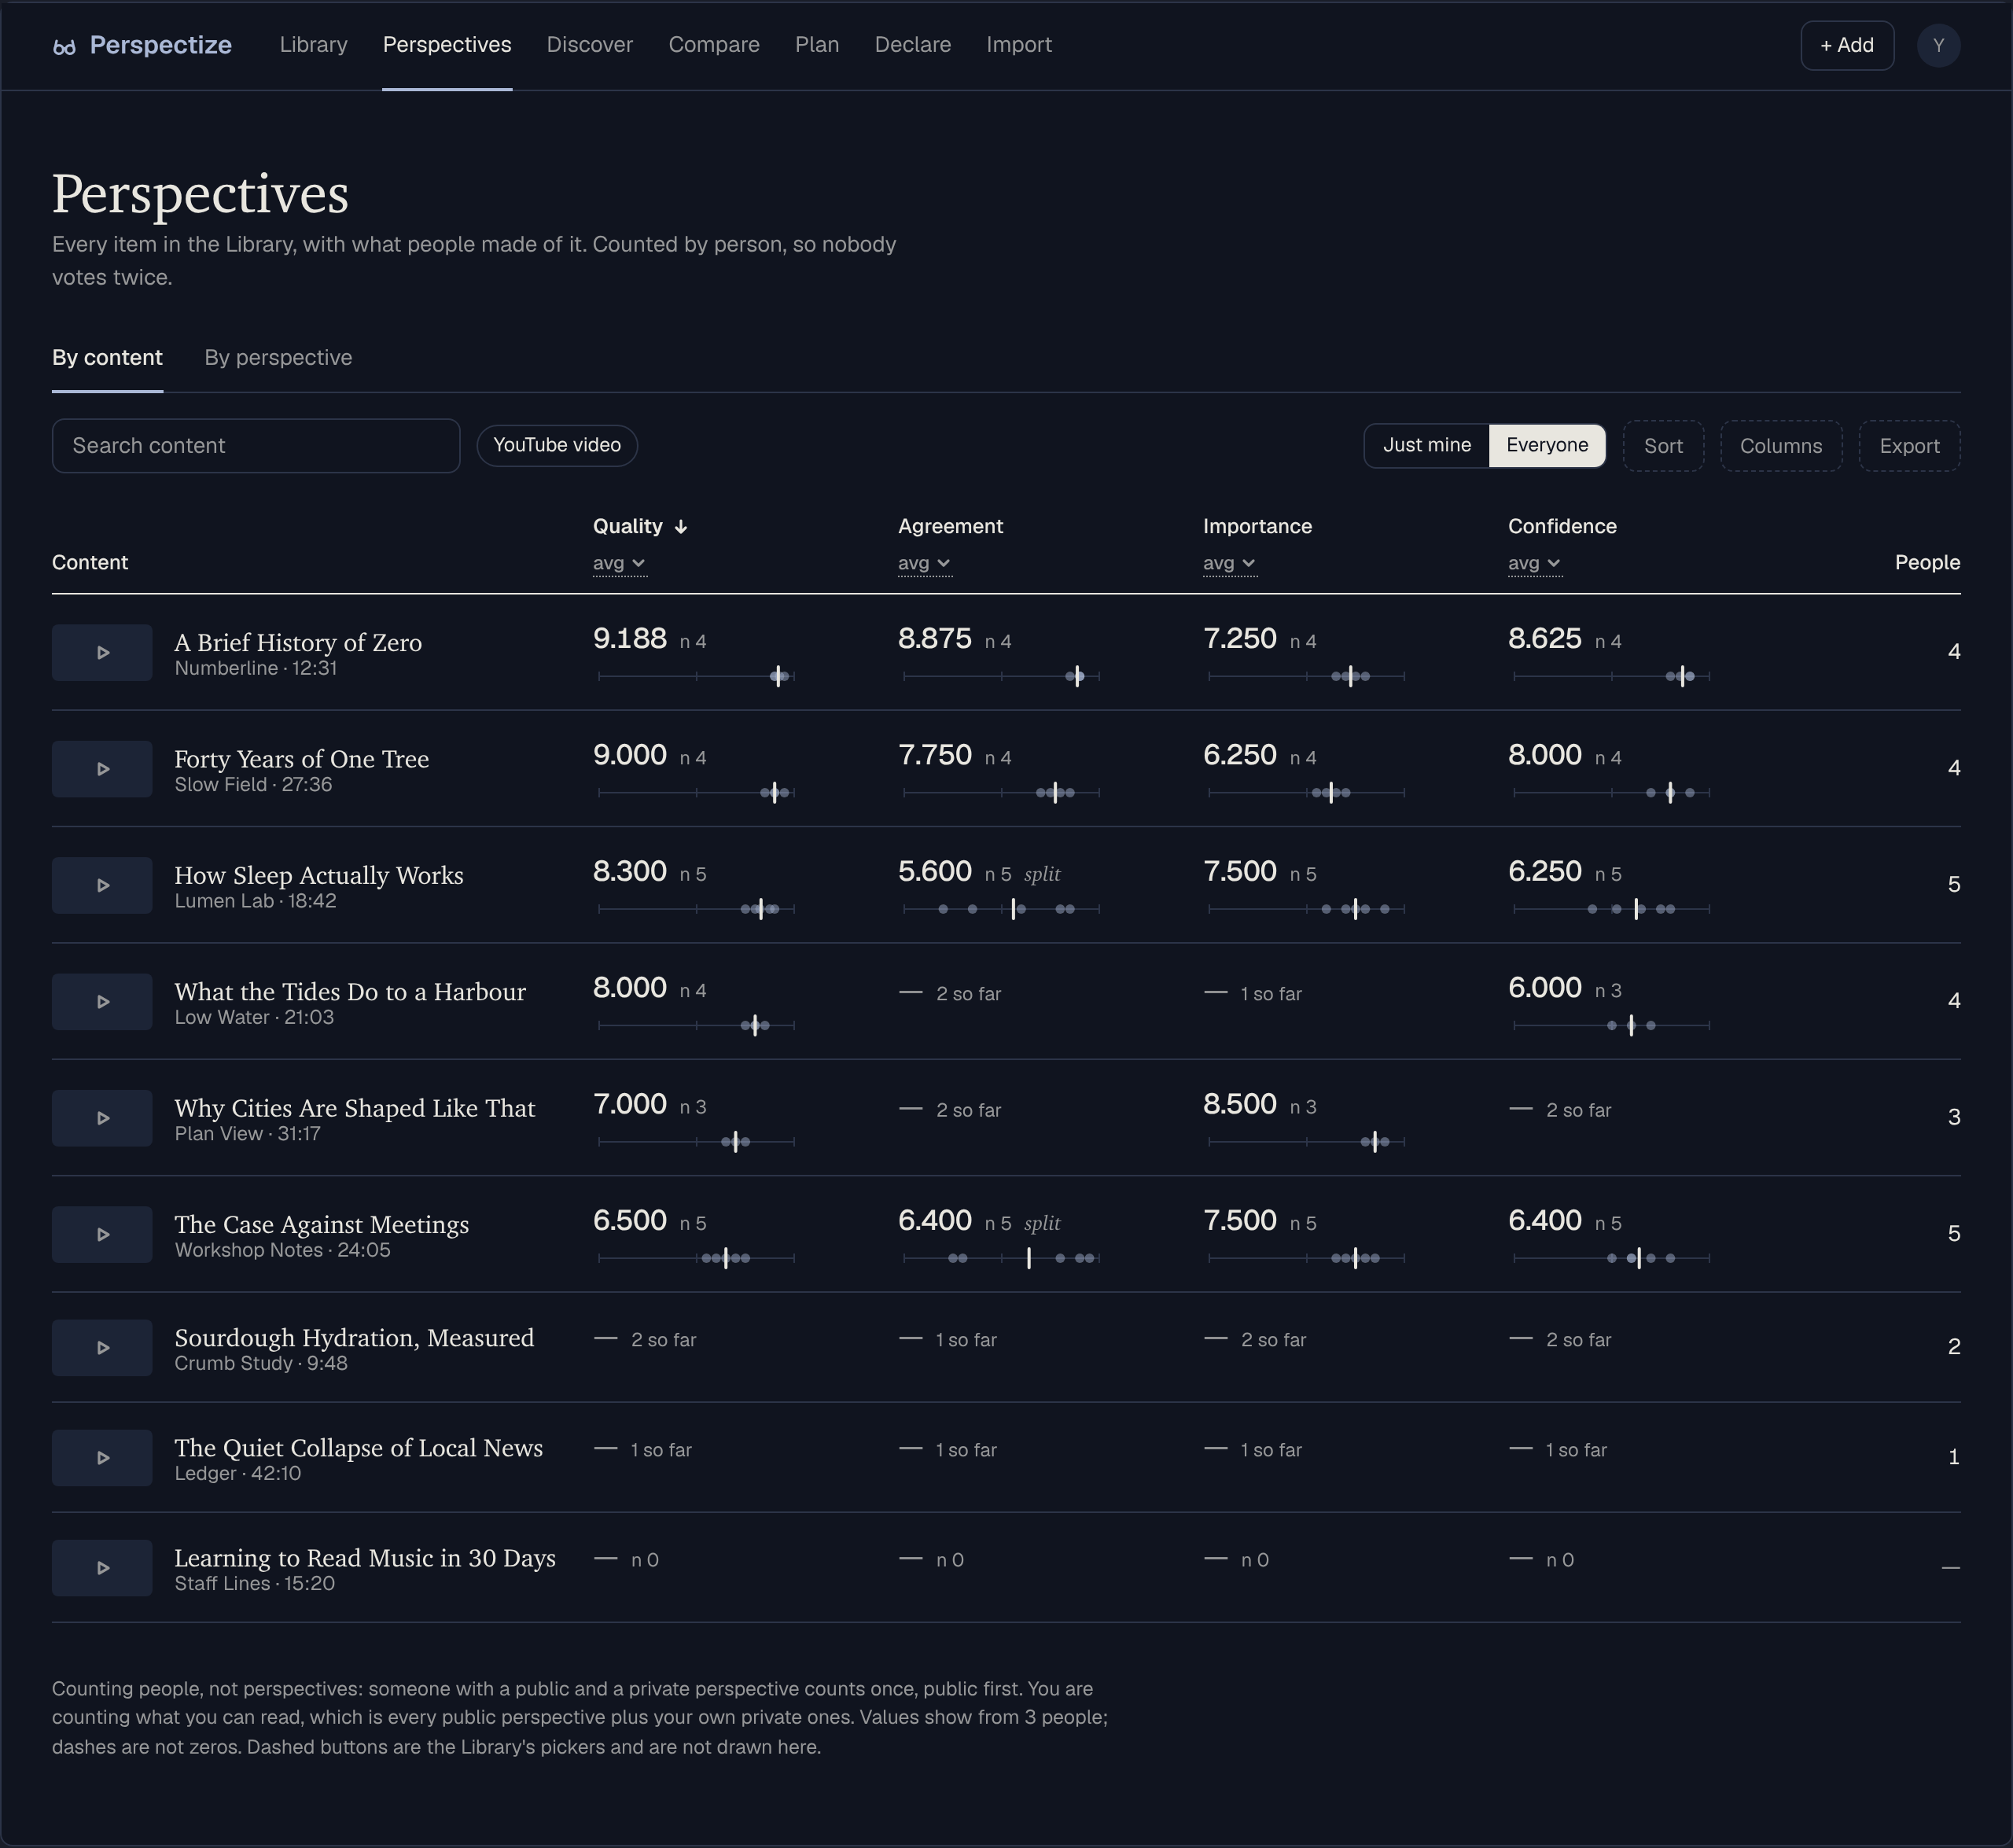 Perspectize Library Perspectives Discover Compare Plan Declare Import + Add Y
Perspectives
Every item in the Library, with what people made of it. Counted by person, so nobody
votes twice.
By content By perspective
Search content YouTube video Just mine Everyone Sort Columns Export
Quality ↓ Agreement Importance Confidence
Content avg avg avg avg People
A Brief History of Zero 9.188 n 4 8.875 n 4 7.250 n 4 8.625 n 4 4
Numberline · 12:31
Forty Years of One Tree 9.000 n 4 7.750 n 4 6.250 n 4 8.000 n 4 4
Slow Field · 27:36
How Sleep Actually Works 8.300 n 5 5.600 n 5 split 7.500 n 5 6.250 n 5 5
Lumen Lab · 18:42
What the Tides Do to a Harbour 8.000 n 4 — 2 so far — 1 so far 6.000 n 3 4
Low Water · 21:03
Why Cities Are Shaped Like That 7.000 n 3 — 2 so far 8.500 n 3 — 2 so far 3
Plan View · 31:17
The Case Against Meetings 6.500 n 5 6.400 n 5 split 7.500 n 5 6.400 n 5 5
Workshop Notes · 24:05
Sourdough Hydration, Measured — 2 so far — 1 so far — 2 so far — 2 so far 2
Crumb Study · 9:48
The Quiet Collapse of Local News — 1 so far — 1 so far — 1 so far — 1 so far 1
Ledger · 42:10
Learning to Read Music in 30 Days — n 0 — n 0 — n 0 — n 0 —
Staff Lines · 15:20
Counting people, not perspectives: someone with a public and a private perspective counts once, public first. You are
counting what you can read, which is every public perspective plus your own private ones. Values show from 3 people;
dashes are not zeros. Dashed buttons are the Library's pickers and are not drawn here.